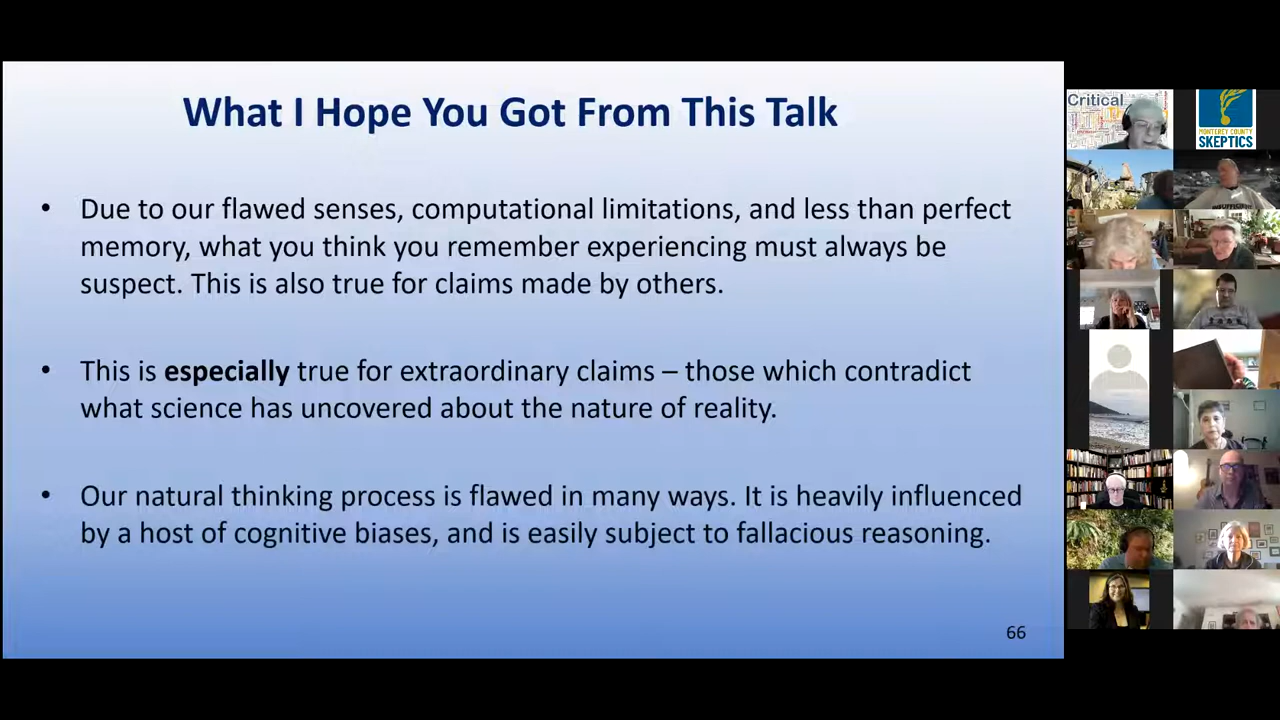 What I Hope You Got From This Talk
• Due to our flawed senses, computational limitations, and less than perfect
memory, what you think you remember experiencing must always be
suspect. This is also true for claims made by others.
• This is especially true for extraordinary claims – those which contradict
what science has uncovered about the nature of reality.
• Our natural thinking process is flawed in many ways. It is heavily influenced
by a host of cognitive biases, and is easily subject to fallacious reasoning.
66
Critical
MONTEREY COUNTY
SKEPTICS